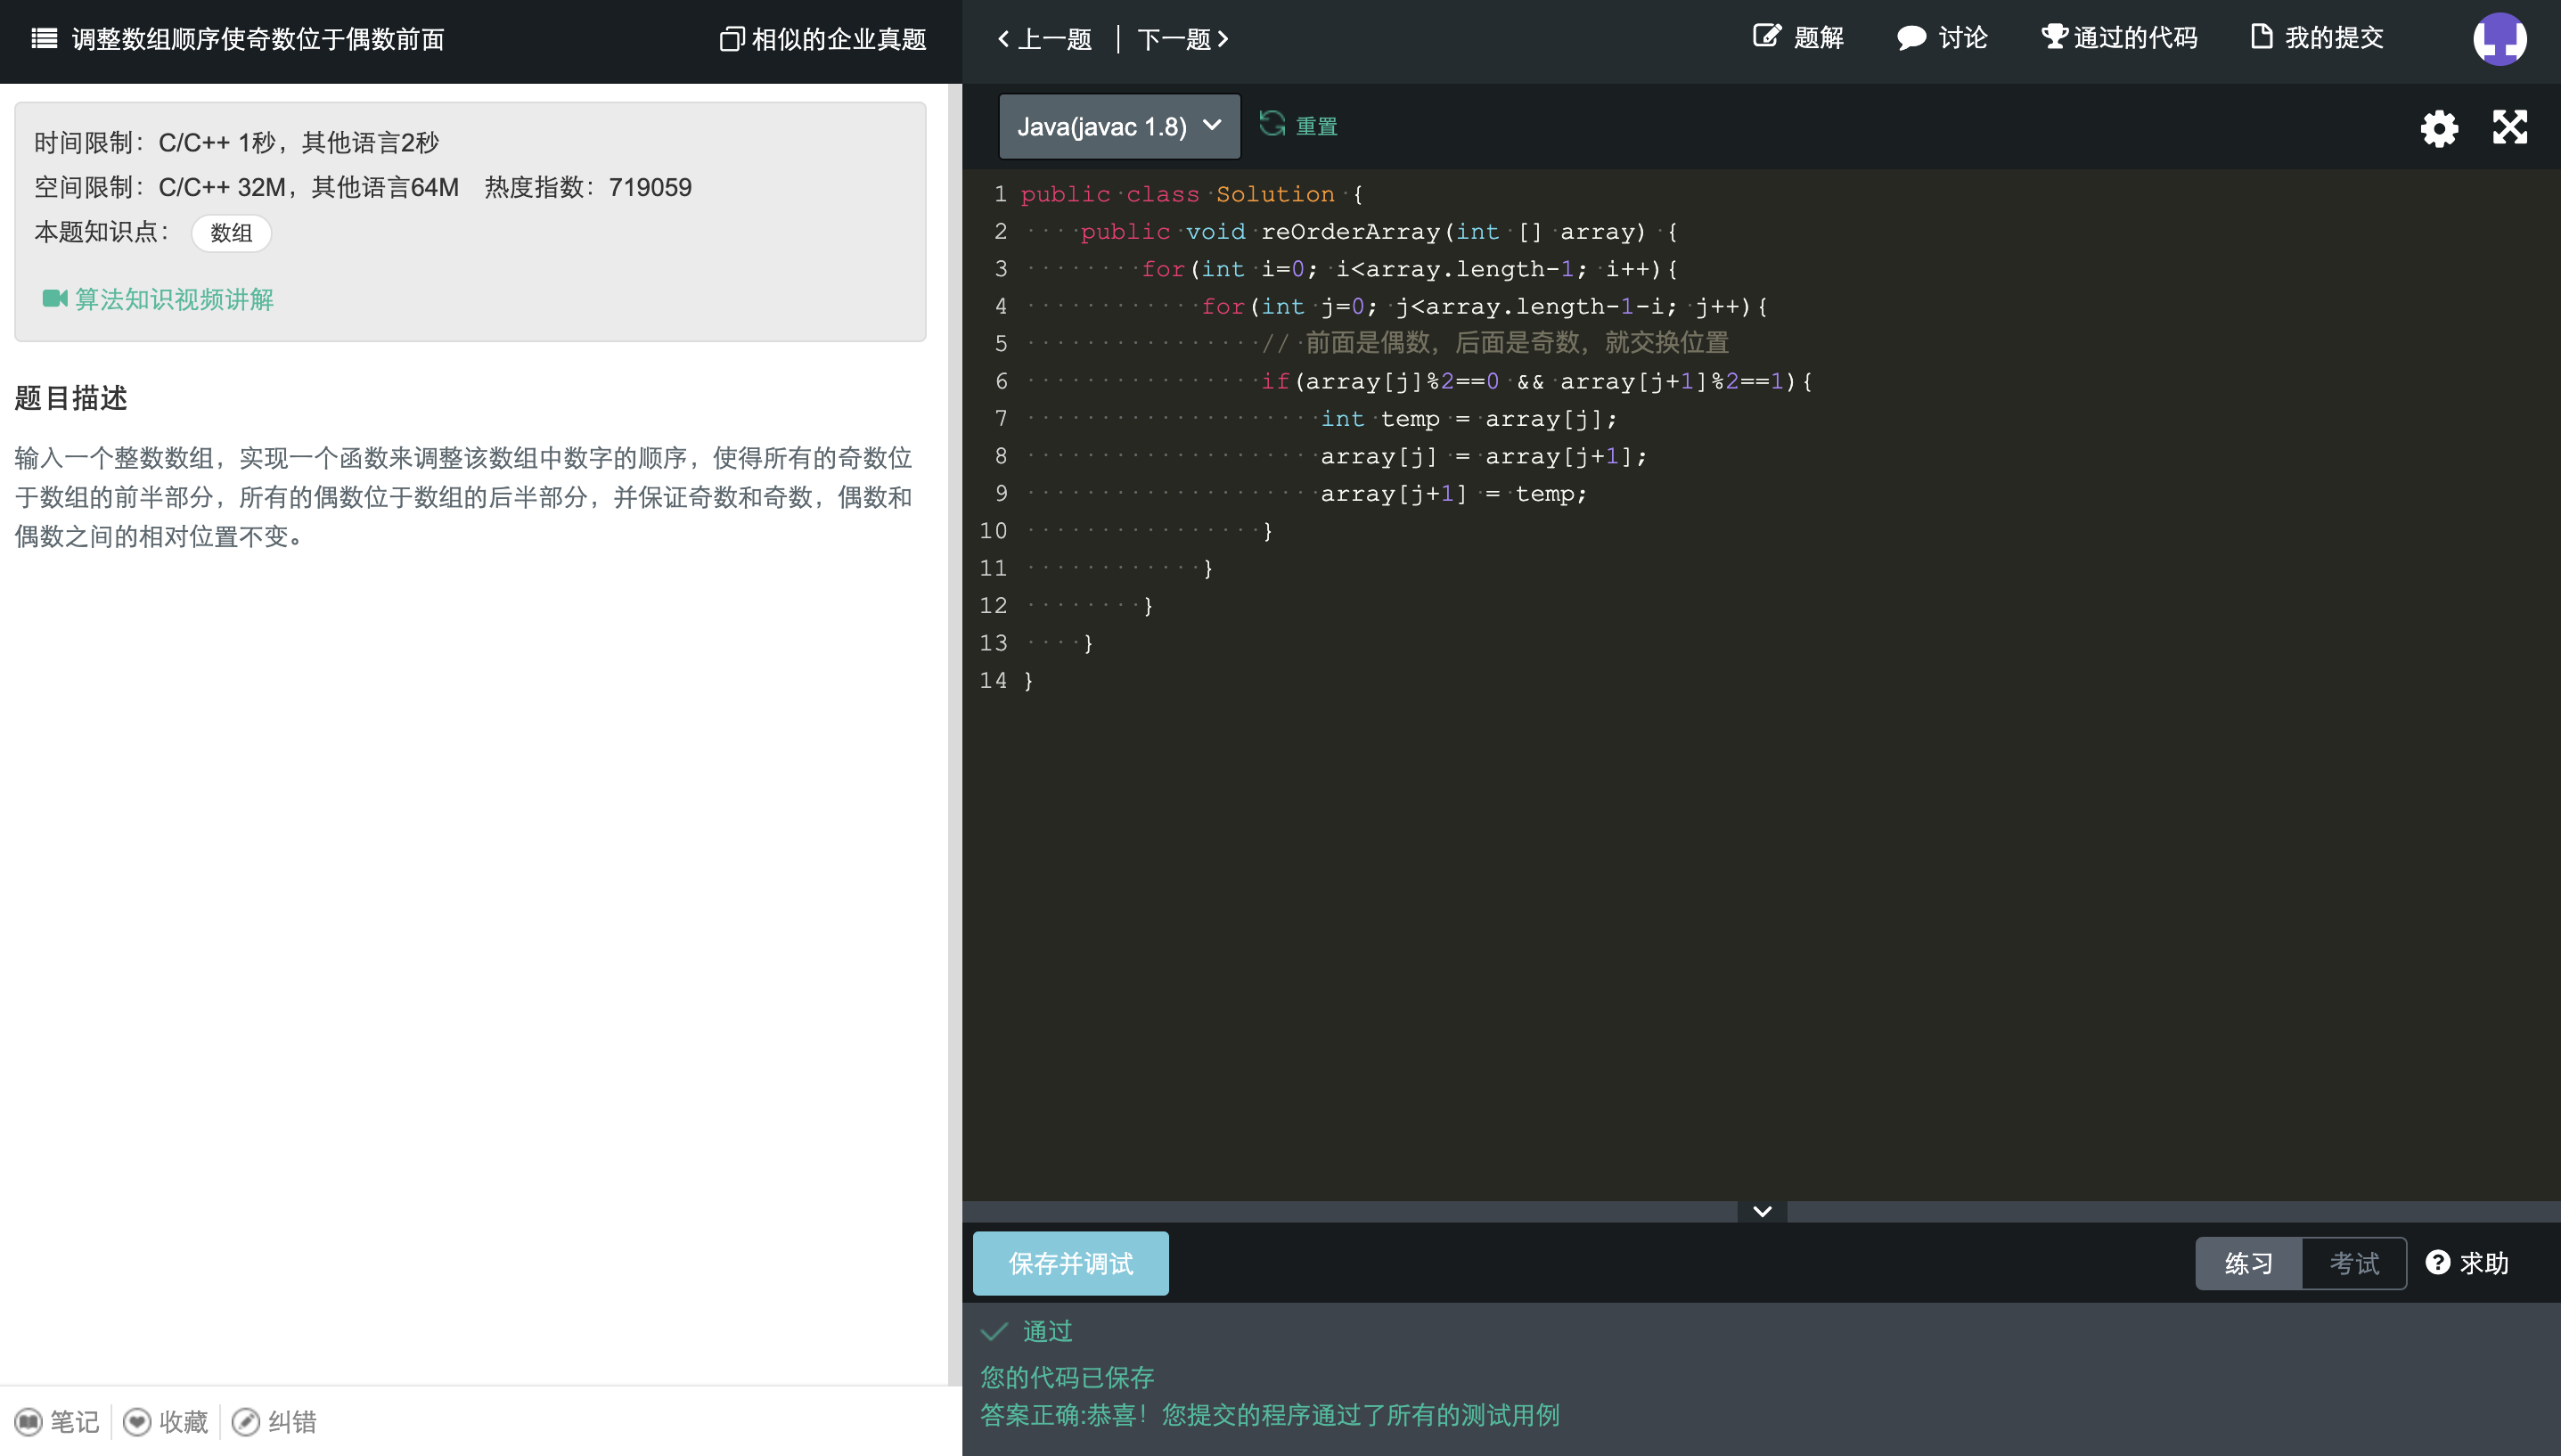 调整数组顺序使奇数位于偶数前面
相似的企业真题
上一题 | 下一题
题解
讨论
通过的代码
我的提交
时间限制：C/C++ 1秒，其他语言2秒
空间限制：C/C++ 32M，其他语言64M 热度指数：719059
本题知识点： 数组
算法知识视频讲解
题目描述
输入一个整数数组，实现一个函数来调整该数组中数字的顺序，使得所有的奇数位
于数组的前半部分，所有的偶数位于数组的后半部分，并保证奇数和奇数，偶数和
偶数之间的相对位置不变。
笔记
收藏
纠错
Java(javac 1.8)
重置
1 public class Solution {
2     public void reOrderArray(int [] array) {
3         for(int i=0; i<array.length-1; i++){
4             for(int j=0; j<array.length-1-i; j++){
5                 // 前面是偶数，后面是奇数，就交换位置
6                 if(array[j]%2==0 && array[j+1]%2==1){
7                     int temp = array[j];
8                     array[j] = array[j+1];
9                     array[j+1] = temp;
10                 }
11             }
12         }
13     }
14 }
保存并调试
练习
考试
求助
通过
您的代码已保存
答案正确:恭喜！您提交的程序通过了所有的测试用例